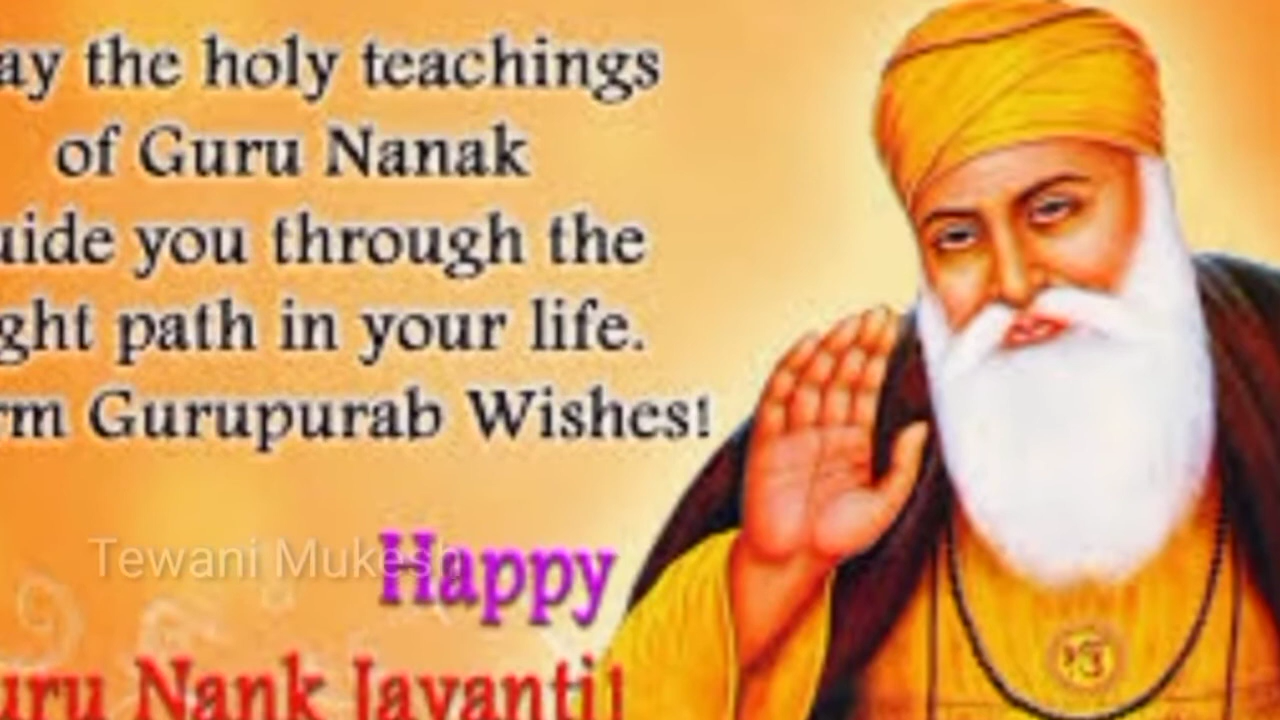 ay the holy teachings
of Guru Nanak
uide you through the
ght path in your life.
rm Gurupurab Wishes!
Tewani Mukesh
Happy
uru Nank Jayanti!